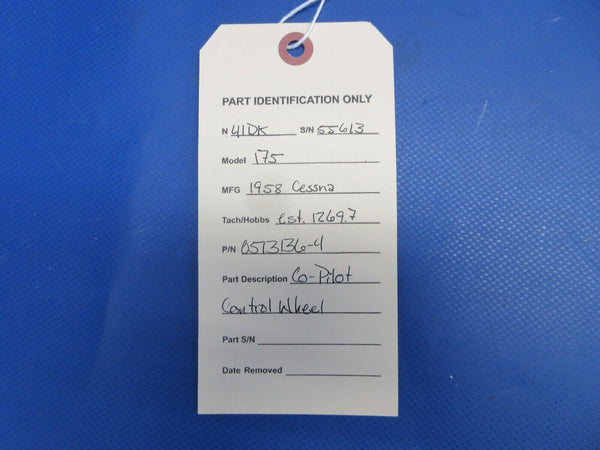 PART IDENTIFICATION ONLY
N 41DK S/N 55613
Model 175
MFG 1958 Cessna
Tach/Hobbs est. 1269.7
P/N 0513136-4
Part Description Co-Pilot
Control Wheel
Part S/N
Date Removed